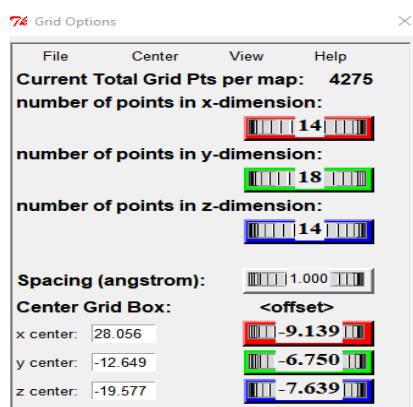 Grid Options
File Center View Help
Current Total Grid Pts per map: 4275
number of points in x-dimension:
14
number of points in y-dimension:
18
number of points in z-dimension:
14
Spacing (angstrom): 1.000
Center Grid Box: <offset>
x center: 28.056 -9.139
y center: -12.649 -6.750
z center: -19.577 -7.639